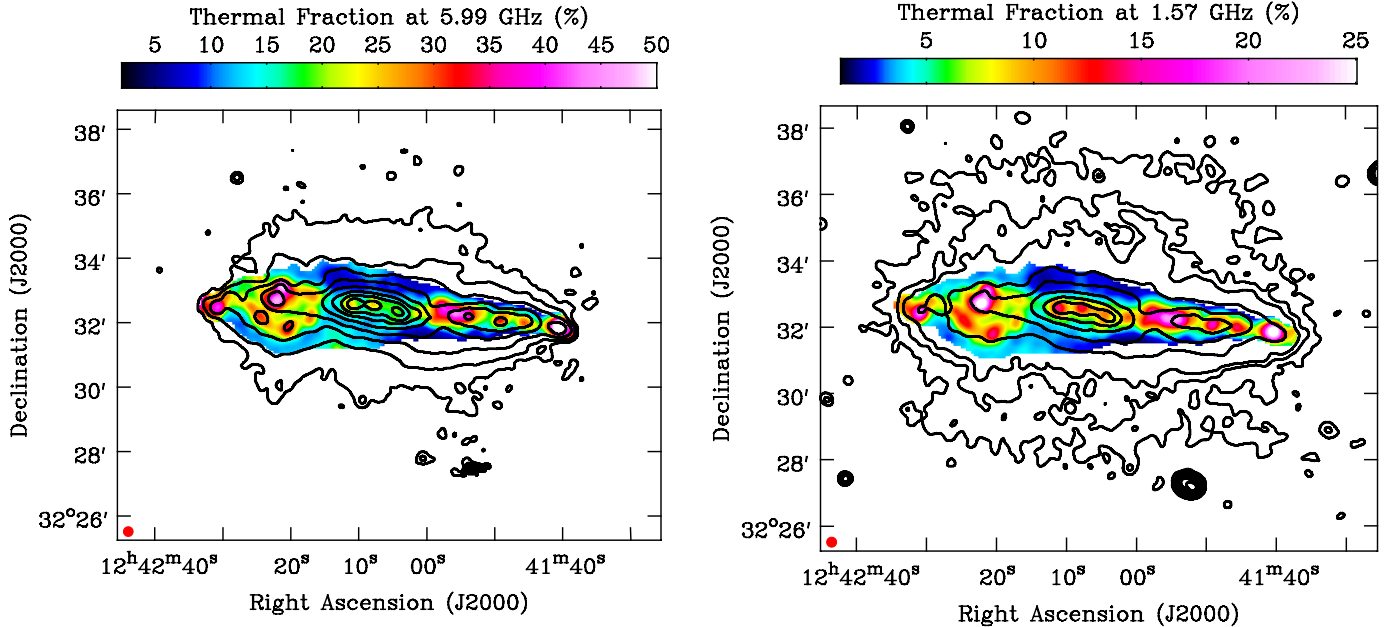 Thermal Fraction at 5.99 GHz (%)
5 10 15 20 25 30 35 40 45 50
38′
36′
34′
32′
30′
28′
32°26′
Declination (J2000)
12ʰ42ᵐ40ˢ 20ˢ 10ˢ 00ˢ 41ᵐ40ˢ
Right Ascension (J2000)
Thermal Fraction at 1.57 GHz (%)
5 10 15 20 25
38′
36′
34′
32′
30′
28′
32°26′
Declination (J2000)
12ʰ42ᵐ40ˢ 20ˢ 10ˢ 00ˢ 41ᵐ40ˢ
Right Ascension (J2000)